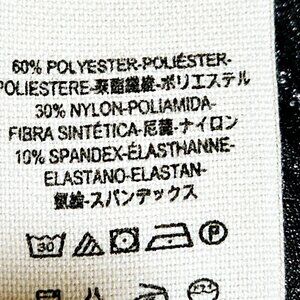 60% POLYESTER-POLIÉSTER-
POLIESTERE-聚酯纖維-ポリエステル
30% NYLON-POLIAMIDA-
FIBRA SINTÉTICA-尼龍-ナイロン
10% SPANDEX-ÉLASTHANNE-
ELASTANO-ELASTAN-
氨綸-スパンデックス
30 P